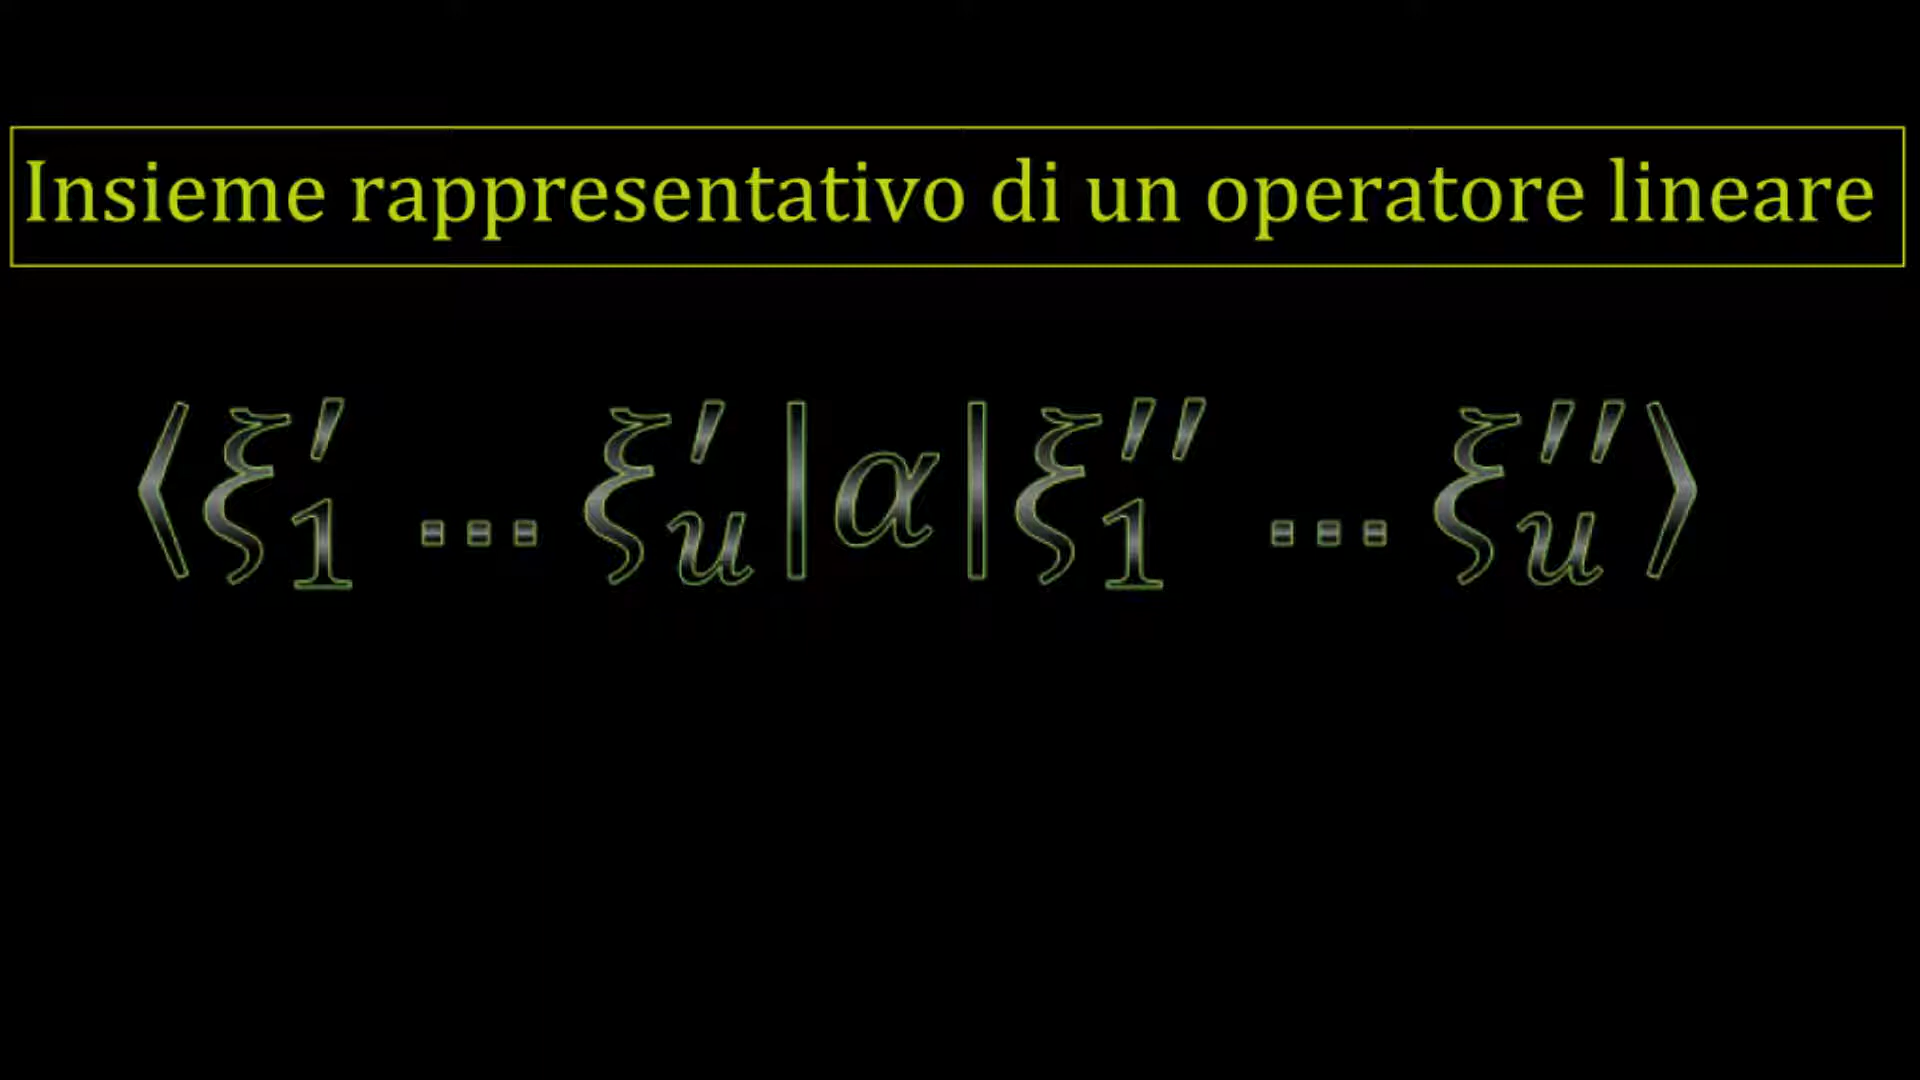 Insieme rappresentativo di un operatore lineare
⟨ξ′₁ … ξ′ᵤ|α|ξ′′₁ … ξ′′ᵤ⟩